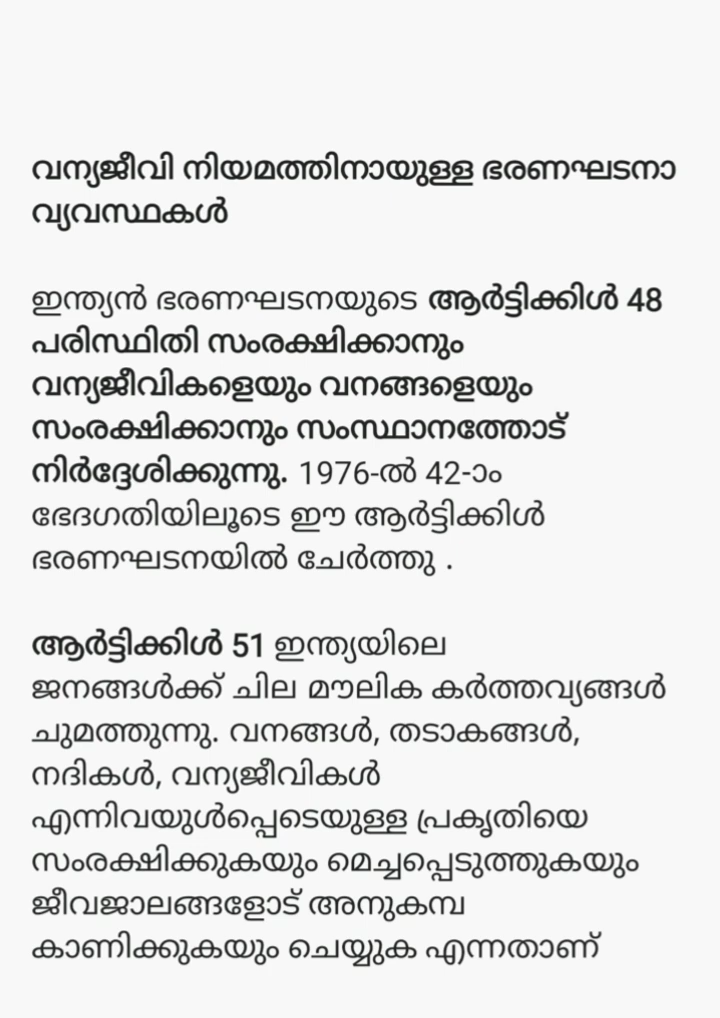 വന്യജീവി നിയമത്തിനായുള്ള ഭരണഘടനാ
വ്യവസ്ഥകൾ
ഇന്ത്യൻ ഭരണഘടനയുടെ ആർട്ടിക്കിൾ 48
പരിസ്ഥിതി സംരക്ഷിക്കാനും
വന്യജീവികളെയും വനങ്ങളെയും
സംരക്ഷിക്കാനും സംസ്ഥാനത്തോട്
നിർദ്ദേശിക്കുന്നു. 1976-ൽ 42-ാം
ഭേദഗതിയിലൂടെ ഈ ആർട്ടിക്കിൾ
ഭരണഘടനയിൽ ചേർത്തു .
ആർട്ടിക്കിൾ 51 ഇന്ത്യയിലെ
ജനങ്ങൾക്ക് ചില മൗലിക കർത്തവ്യങ്ങൾ
ചുമത്തുന്നു. വനങ്ങൾ, തടാകങ്ങൾ,
നദികൾ, വന്യജീവികൾ
എന്നിവയുൾപ്പെടെയുള്ള പ്രകൃതിയെ
സംരക്ഷിക്കുകയും മെച്ചപ്പെടുത്തുകയും
ജീവജാലങ്ങളോട് അനുകമ്പ
കാണിക്കുകയും ചെയ്യുക എന്നതാണ്